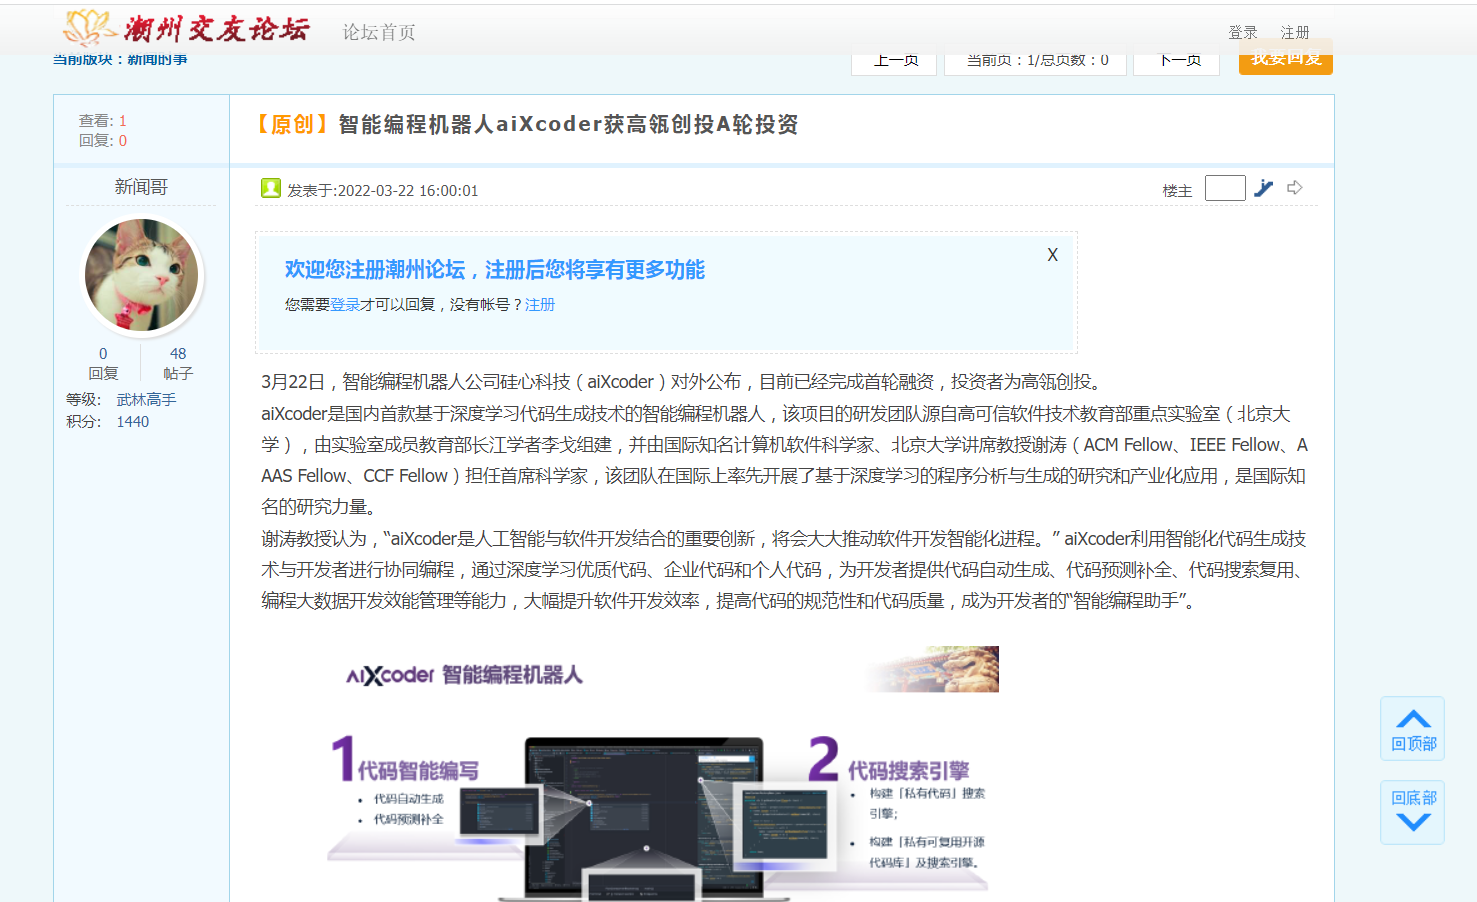 潮州交友论坛
论坛首页
登录
注册
当前版块：新闻时事
上一页
当前页：1/总页数：0
下一页
我要回复
查看: 1
回复: 0
【原创】智能编程机器人aiXcoder获高瓴创投A轮投资
新闻哥
发表于:2022-03-22 16:00:01
楼主
X
欢迎您注册潮州论坛，注册后您将享有更多功能
您需要登录才可以回复，没有帐号？注册
0
回复
48
帖子
等级: 武林高手
积分: 1440
3月22日，智能编程机器人公司硅心科技（aiXcoder）对外公布，目前已经完成首轮融资，投资者为高瓴创投。
aiXcoder是国内首款基于深度学习代码生成技术的智能编程机器人，该项目的研发团队源自高可信软件技术教育部重点实验室（北京大
学），由实验室成员教育部长江学者李戈组建，并由国际知名计算机软件科学家、北京大学讲席教授谢涛（ACM Fellow、IEEE Fellow、A
AAS Fellow、CCF Fellow）担任首席科学家，该团队在国际上率先开展了基于深度学习的程序分析与生成的研究和产业化应用，是国际知
名的研究力量。
谢涛教授认为，“aiXcoder是人工智能与软件开发结合的重要创新，将会大大推动软件开发智能化进程。” aiXcoder利用智能化代码生成技
术与开发者进行协同编程，通过深度学习优质代码、企业代码和个人代码，为开发者提供代码自动生成、代码预测补全、代码搜索复用、
编程大数据开发效能管理等能力，大幅提升软件开发效率，提高代码的规范性和代码质量，成为开发者的“智能编程助手”。
aiXcoder 智能编程机器人
1代码智能编写
• 代码自动生成
• 代码预测补全
2 代码搜索引擎
• 构建「私有代码」搜索
引擎；
• 构建「私有可复用开源
代码库」及搜索引擎。
回顶部
回底部